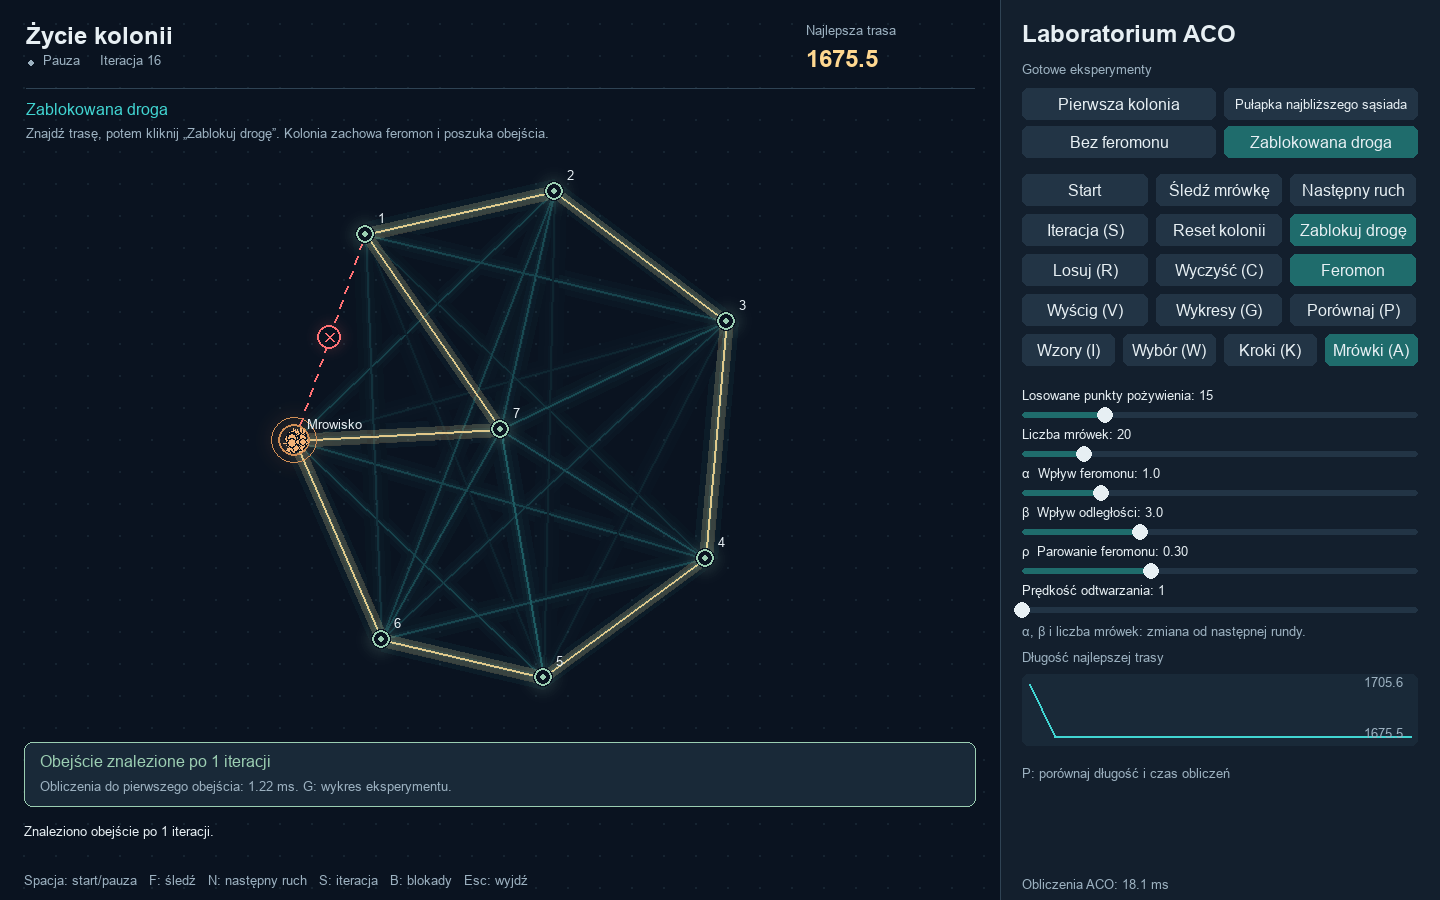 Życie kolonii
Pauza Iteracja 16
Najlepsza trasa
1675.5
Zablokowana droga
Znajdź trasę, potem kliknij „Zablokuj drogę”. Kolonia zachowa feromon i poszuka obejścia.
2
1
3
Mrowisko
7
4
6
5
Obejście znalezione po 1 iteracji
Obliczenia do pierwszego obejścia: 1.22 ms. G: wykres eksperymentu.
Znaleziono obejście po 1 iteracji.
Spacja: start/pauza F: śledź N: następny ruch S: iteracja B: blokady Esc: wyjdź
Laboratorium ACO
Gotowe eksperymenty
Pierwsza kolonia Pułapka najbliższego sąsiada
Bez feromonu Zablokowana droga
Start Śledź mrówkę Następny ruch
Iteracja (S) Reset kolonii Zablokuj drogę
Losuj (R) Wyczyść (C) Feromon
Wyścig (V) Wykresy (G) Porównaj (P)
Wzory (I) Wybór (W) Kroki (K) Mrówki (A)
Losowane punkty pożywienia: 15
Liczba mrówek: 20
α Wpływ feromonu: 1.0
β Wpływ odległości: 3.0
ρ Parowanie feromonu: 0.30
Prędkość odtwarzania: 1
α, β i liczba mrówek: zmiana od następnej rundy.
Długość najlepszej trasy
1705.6
1675.5
P: porównaj długość i czas obliczeń
Obliczenia ACO: 18.1 ms